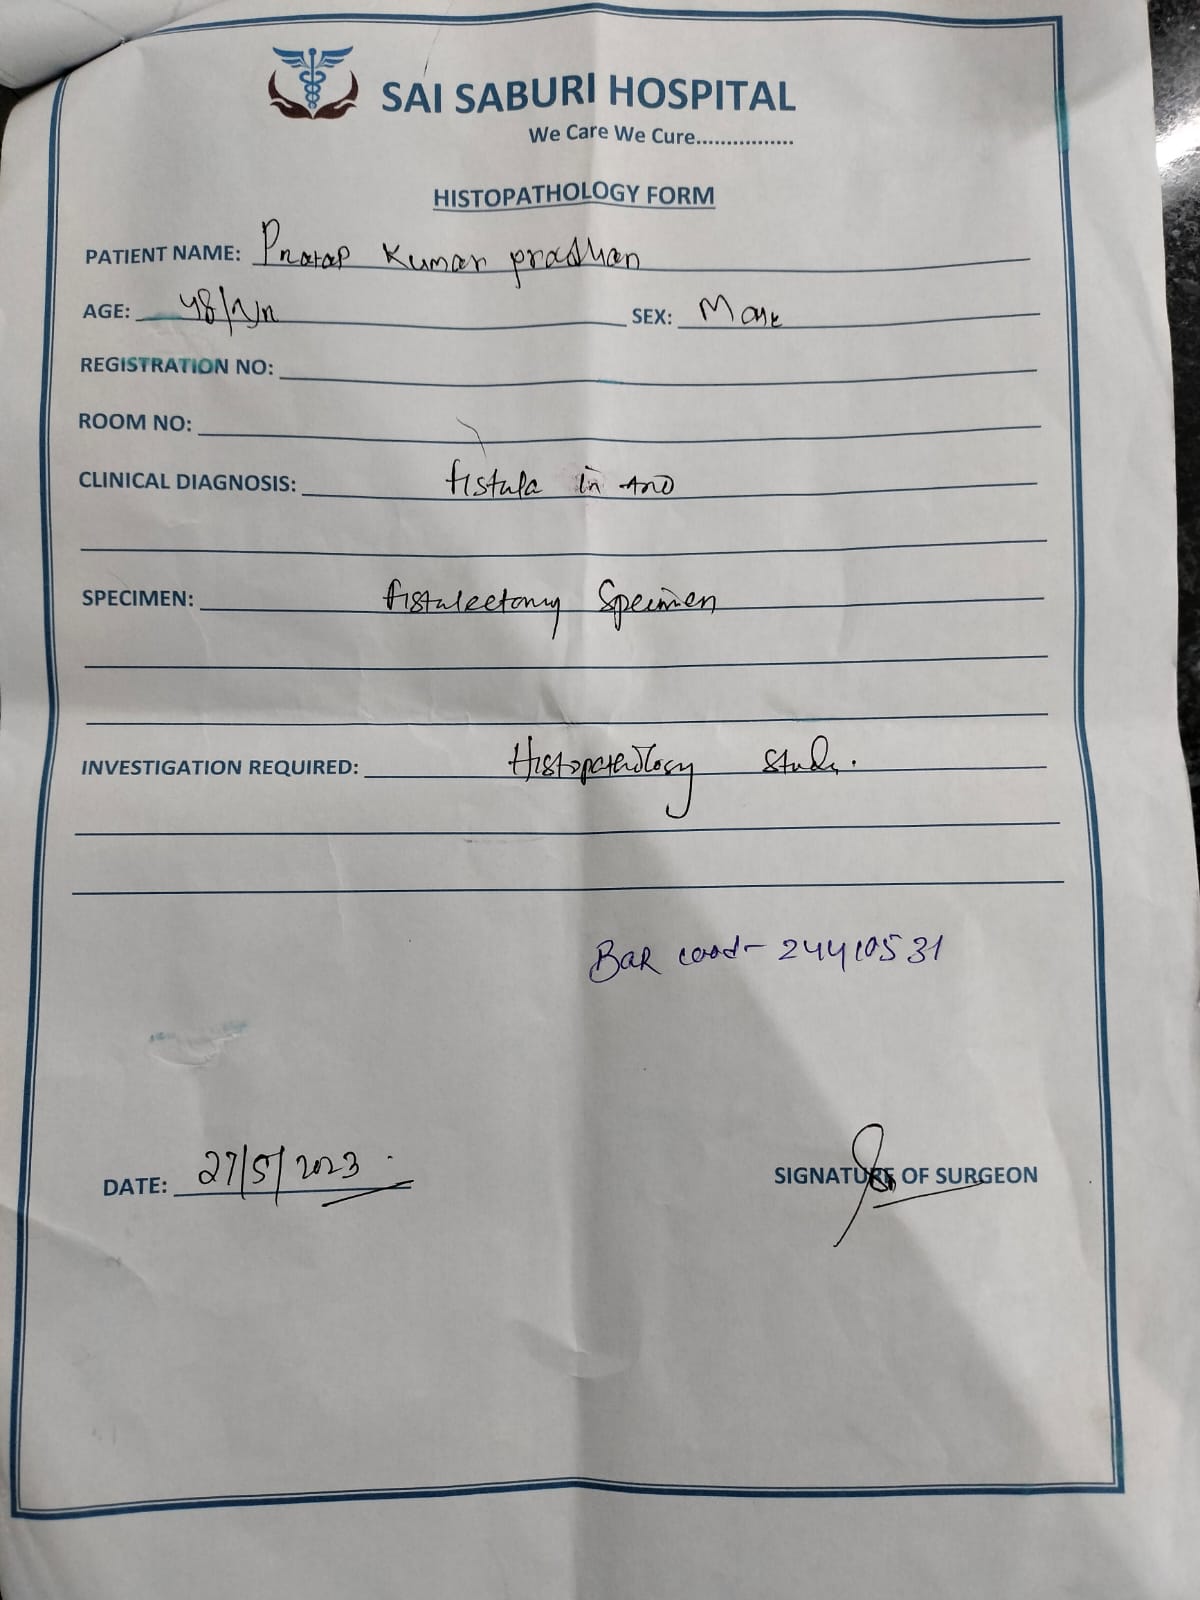 SAI SABURI HOSPITAL
We Care We Cure................
HISTOPATHOLOGY FORM
PATIENT NAME: Pratap Kumar pradhan
AGE: 48/Yr
SEX: Male
REGISTRATION NO:
ROOM NO:
CLINICAL DIAGNOSIS: fistula in ano
SPECIMEN: fistulectomy Specimen
INVESTIGATION REQUIRED: Histopathology Study.
Bar coad- 24410531
DATE: 27/5/2023
SIGNATURE OF SURGEON